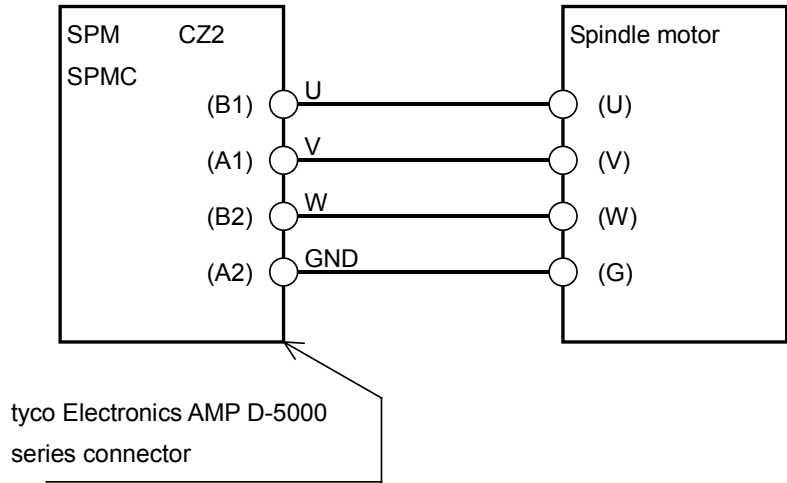 SPM CZ2
SPMC
Spindle motor
(B1) U (U)
(A1) V (V)
(B2) W (W)
(A2) GND (G)
tyco Electronics AMP D-5000
series connector